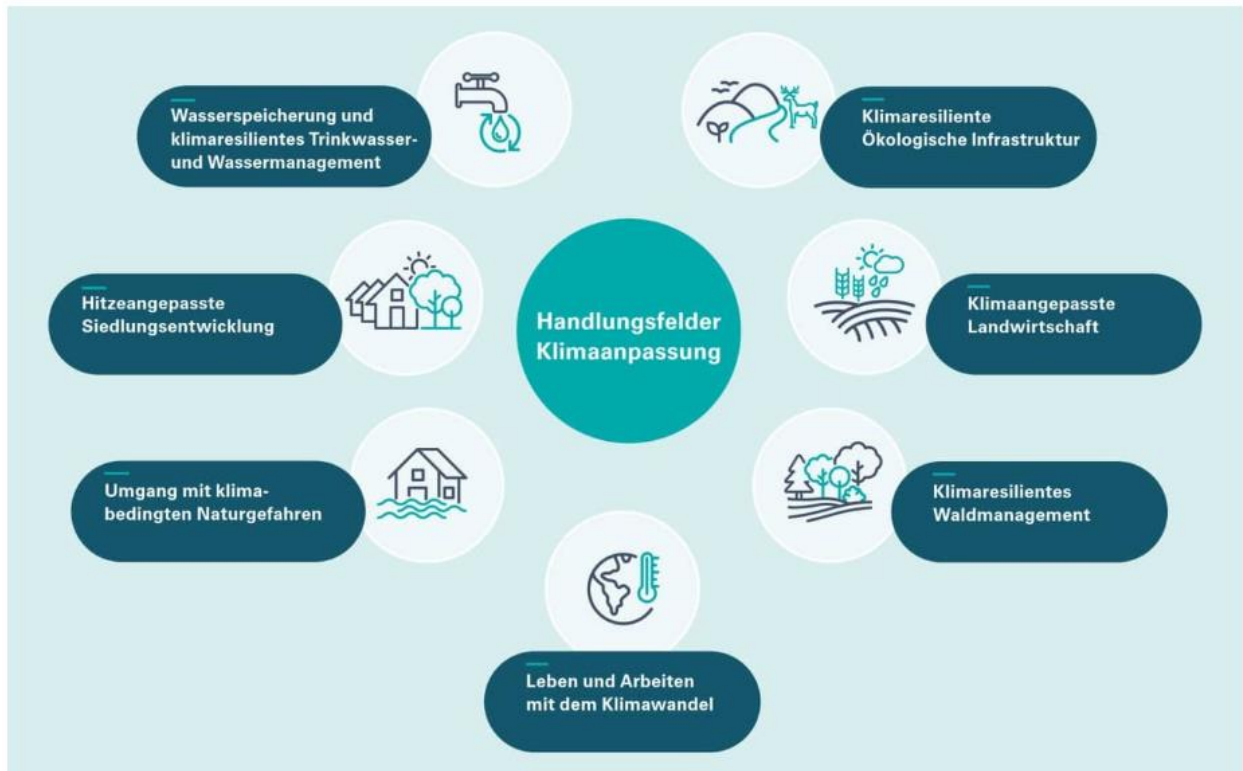 Wasserspeicherung und
klimaresilientes Trinkwasser-
und Wassermanagement
Klimaresiliente
Ökologische Infrastruktur
Hitzeangepasste
Siedlungsentwicklung
Handlungsfelder
Klimaanpassung
Klimaangepasste
Landwirtschaft
Umgang mit klima-
bedingten Naturgefahren
Klimaresilientes
Waldmanagement
Leben und Arbeiten
mit dem Klimawandel